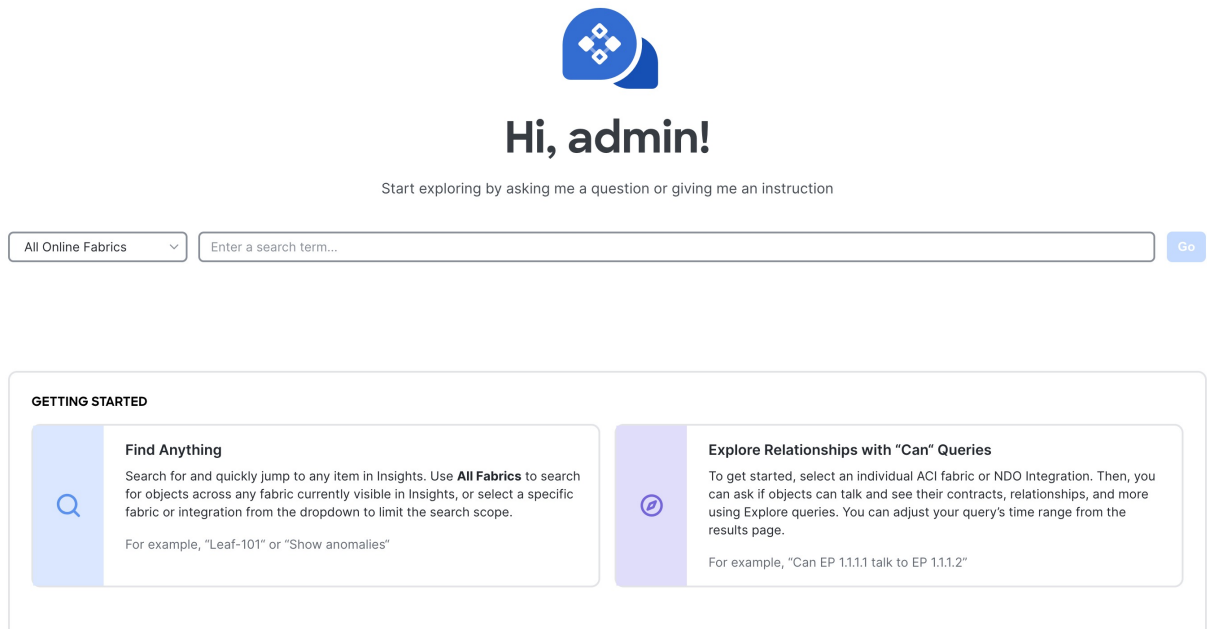 Hi, admin!
Start exploring by asking me a question or giving me an instruction
All Online Fabrics
Enter a search term...
Go
GETTING STARTED
Find Anything
Search for and quickly jump to any item in Insights. Use All Fabrics to search
for objects across any fabric currently visible in Insights, or select a specific
fabric or integration from the dropdown to limit the search scope.
For example, “Leaf-101“ or “Show anomalies“
Explore Relationships with “Can“ Queries
To get started, select an individual ACI fabric or NDO Integration. Then, you
can ask if objects can talk and see their contracts, relationships, and more
using Explore queries. You can adjust your query’s time range from the
results page.
For example, “Can EP 1.1.1.1 talk to EP 1.1.1.2”